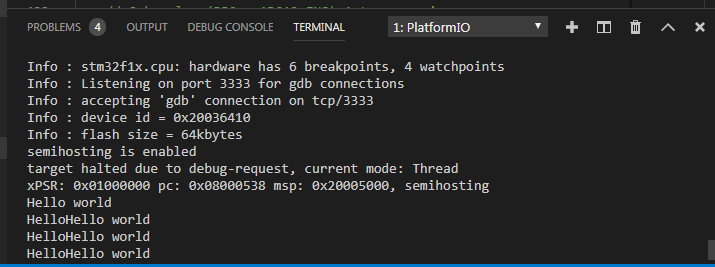 PROBLEMS 4 OUTPUT DEBUG CONSOLE TERMINAL 1: PlatformIO
Info : stm32f1x.cpu: hardware has 6 breakpoints, 4 watchpoints
Info : Listening on port 3333 for gdb connections
Info : accepting 'gdb' connection on tcp/3333
Info : device id = 0x20036410
Info : flash size = 64kbytes
semihosting is enabled
target halted due to debug-request, current mode: Thread
xPSR: 0x01000000 pc: 0x08000538 msp: 0x20005000, semihosting
Hello world
HelloHello world
HelloHello world
HelloHello world